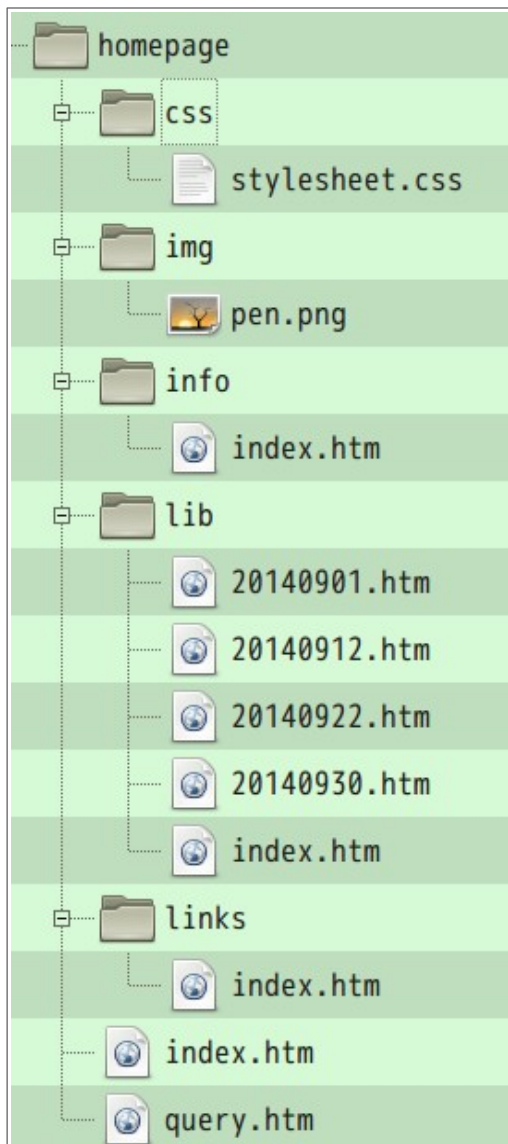 homepage
css
stylesheet.css
img
pen.png
info
index.htm
lib
20140901.htm
20140912.htm
20140922.htm
20140930.htm
index.htm
links
index.htm
index.htm
query.htm